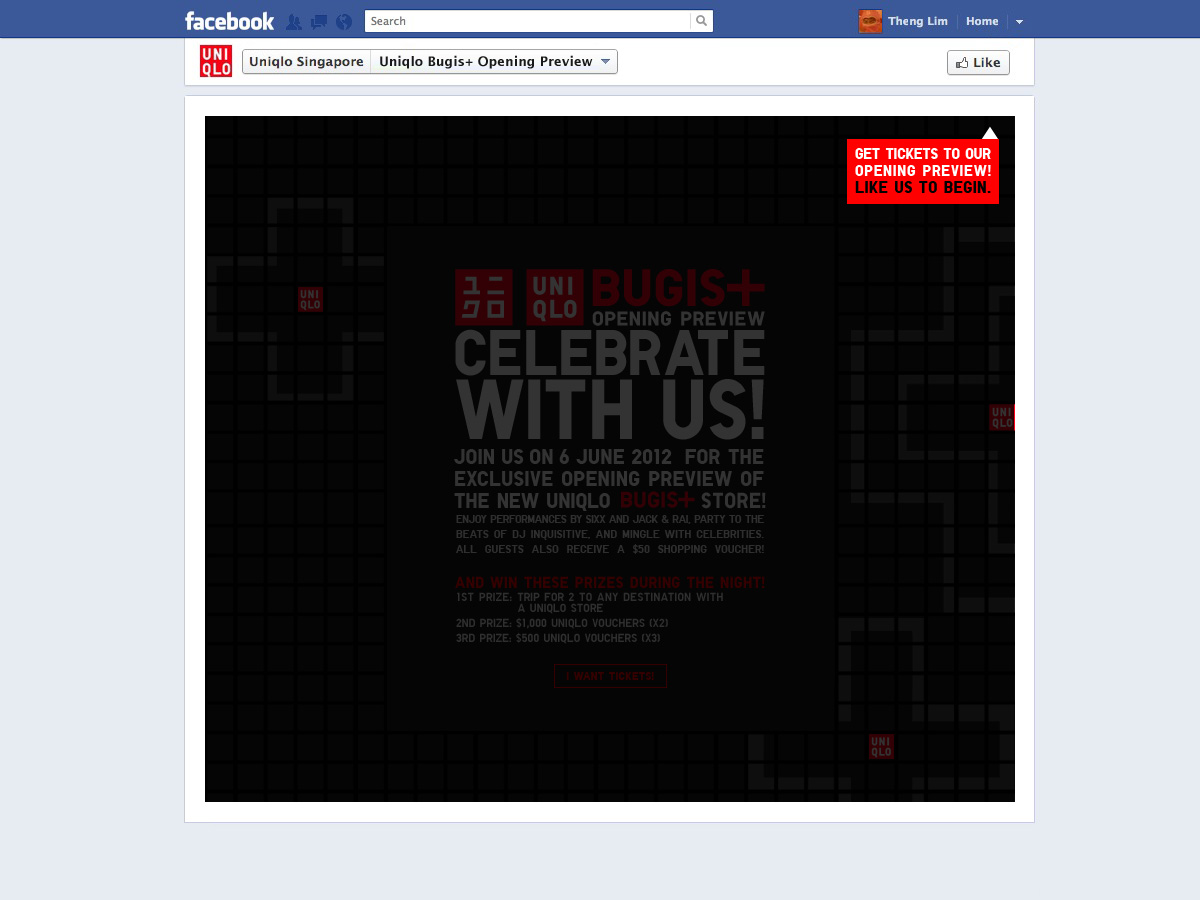 facebook
Search
Theng Lim
Home
UNI
QLO
Uniqlo Singapore
Uniqlo Bugis+ Opening Preview
Like
GET TICKETS TO OUR
OPENING PREVIEW!
LIKE US TO BEGIN.
UNI
QLO
ユニ
クロ
UNI
QLO
BUGIS+
OPENING PREVIEW
CELEBRATE
WITH US!
UNI
QLO
JOIN US ON 6 JUNE 2012 FOR THE
EXCLUSIVE OPENING PREVIEW OF
THE NEW UNIQLO BUGIS+ STORE!
ENJOY PERFORMANCES BY SIXX AND JACK & RAI, PARTY TO THE
BEATS OF DJ INQUISITIVE, AND MINGLE WITH CELEBRITIES.
ALL GUESTS ALSO RECEIVE A $50 SHOPPING VOUCHER!
AND WIN THESE PRIZES DURING THE NIGHT!
1ST PRIZE: TRIP FOR 2 TO ANY DESTINATION WITH
A UNIQLO STORE
2ND PRIZE: $1,000 UNIQLO VOUCHERS (X2)
3RD PRIZE: $500 UNIQLO VOUCHERS (X3)
I WANT TICKETS!
UNI
QLO